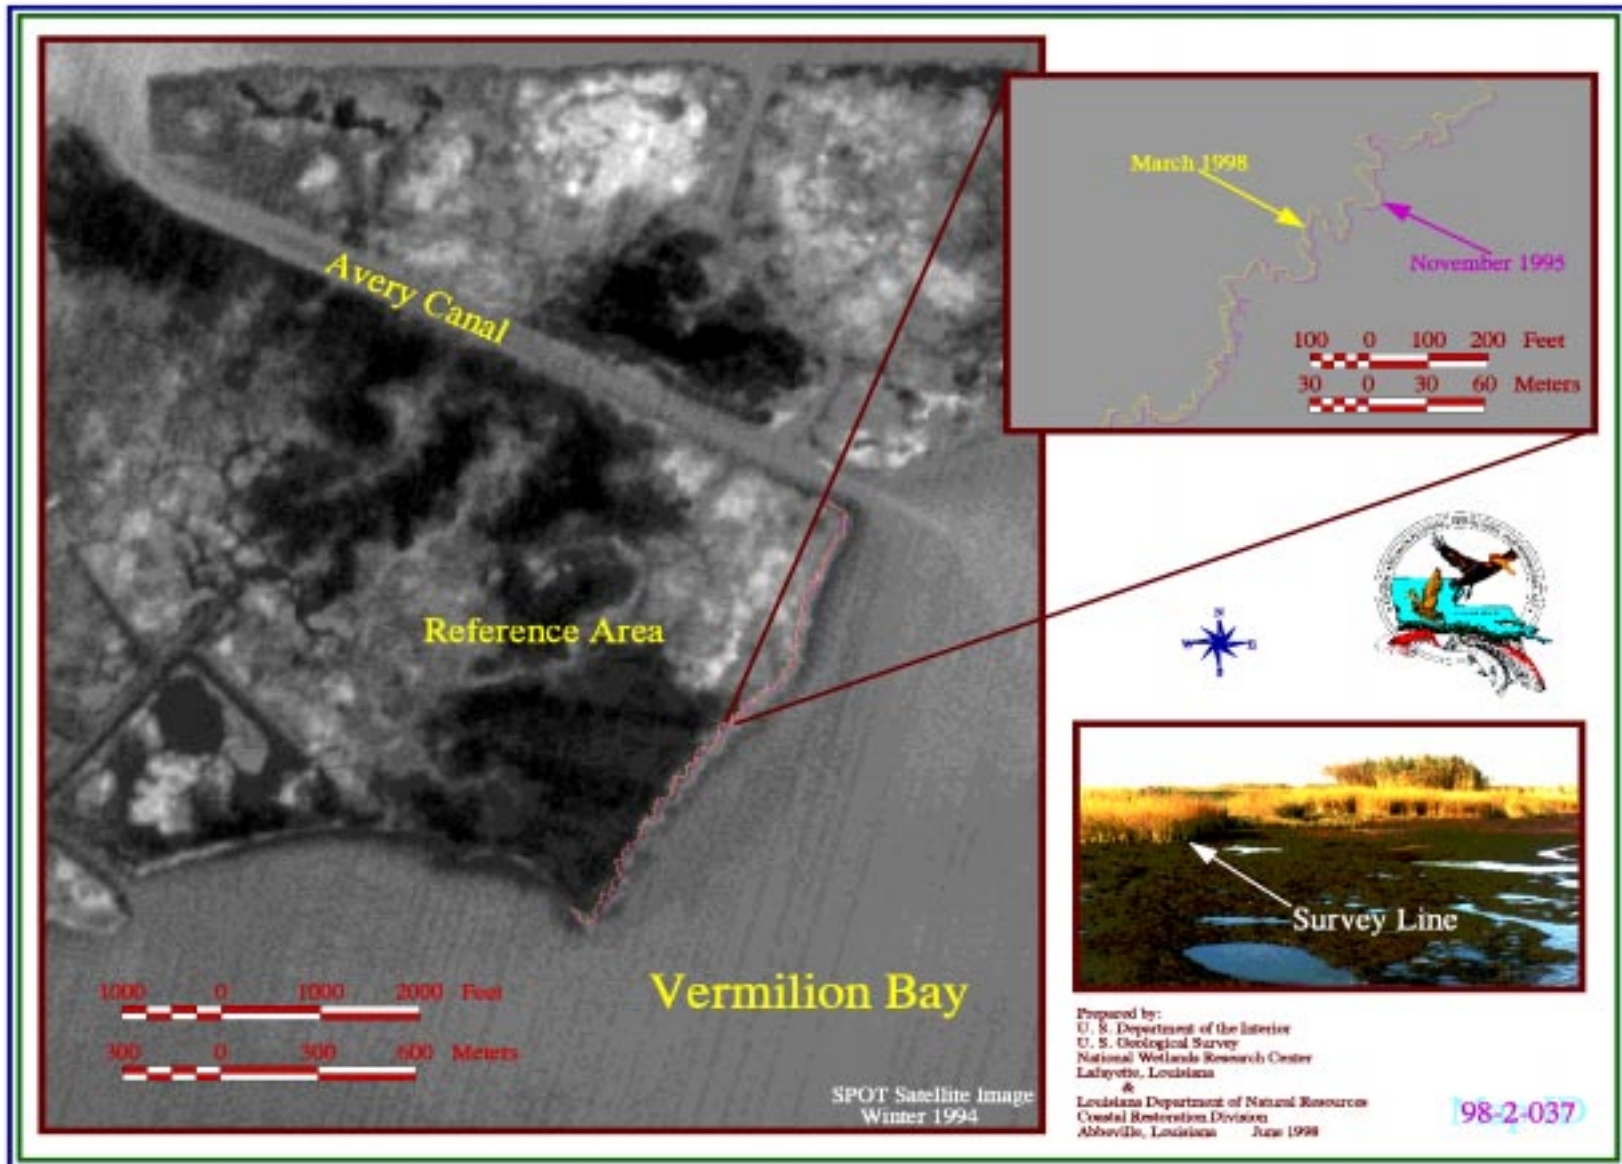 Avery Canal
Reference Area
Vermilion Bay
1000 0 1000 2000 Feet
300 0 300 600 Meters
SPOT Satellite Image
Winter 1994
March 1998
November 1995
100 0 100 200 Feet
30 0 30 60 Meters
N
W E
S
Survey Line
Prepared by:
U. S. Department of the Interior
U. S. Geological Survey
National Wetlands Research Center
Lafayette, Louisiana
&
Louisiana Department of Natural Resources
Coastal Restoration Division
Abbeville, Louisiana June 1998
98-2-037